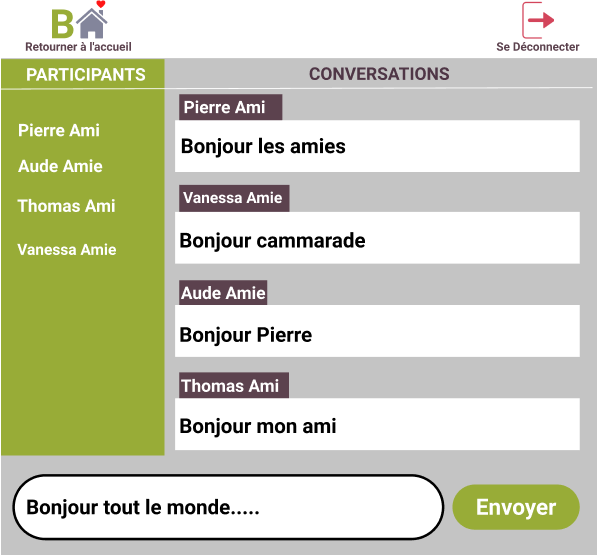 B
Retourner à l'accueil
Se Déconnecter
PARTICIPANTS
CONVERSATIONS
Pierre Ami
Aude Amie
Thomas Ami
Vanessa Amie
Pierre Ami
Bonjour les amies
Vanessa Amie
Bonjour cammarade
Aude Amie
Bonjour Pierre
Thomas Ami
Bonjour mon ami
Bonjour tout le monde.....
Envoyer